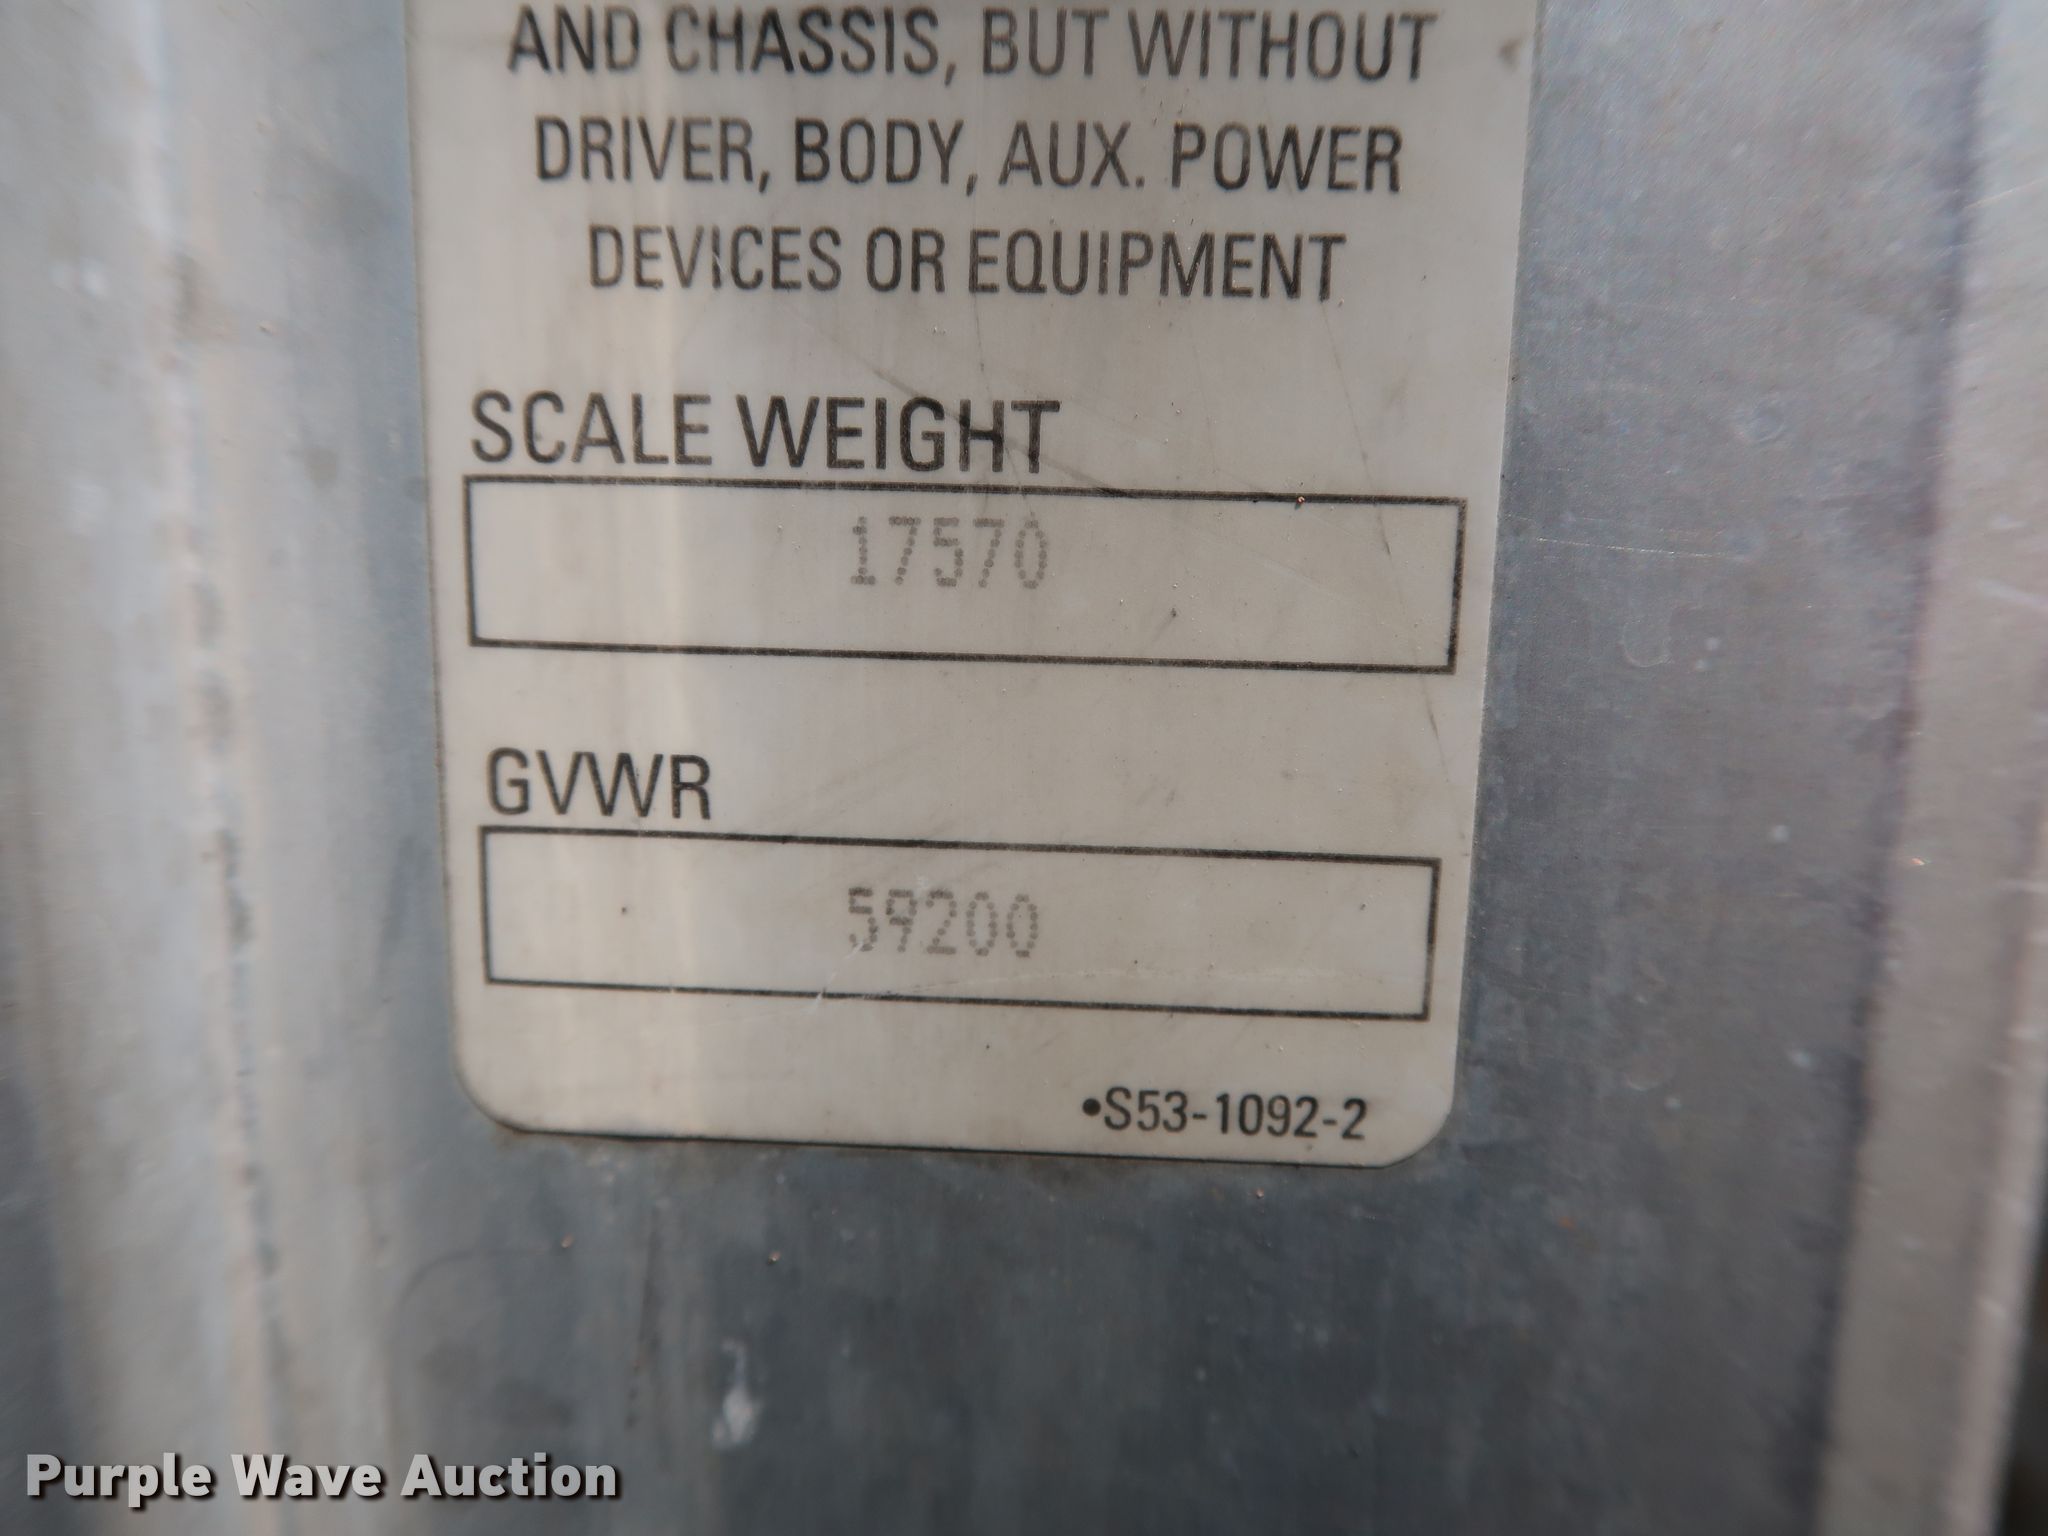 AND CHASSIS, BUT WITHOUT
DRIVER, BODY, AUX. POWER
DEVICES OR EQUIPMENT
SCALE WEIGHT
17570
GVWR
59200
•S53-1092-2
Purple Wave Auction